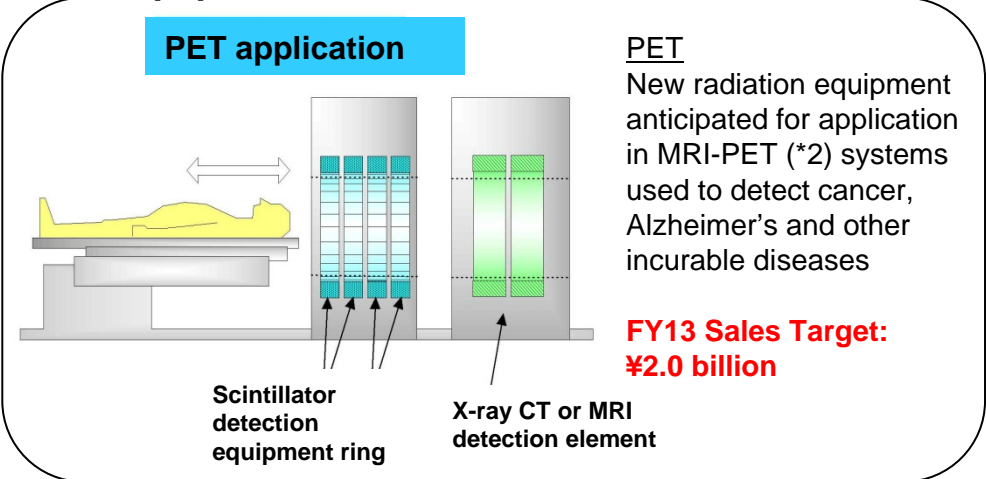 PET application
PET
New radiation equipment
anticipated for application
in MRI-PET (*2) systems
used to detect cancer,
Alzheimer’s and other
incurable diseases
FY13 Sales Target:
¥2.0 billion
Scintillator
detection
equipment ring
X-ray CT or MRI
detection element